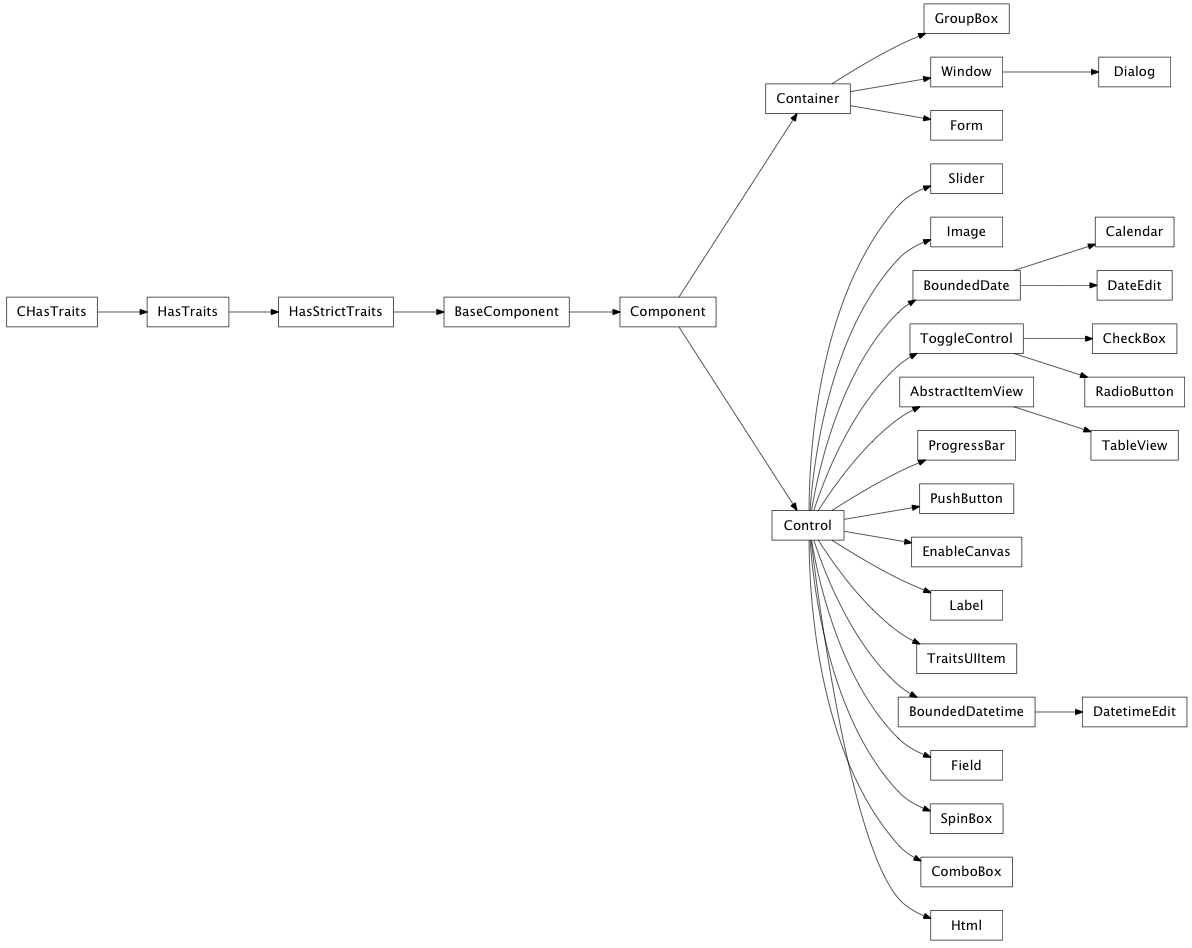 GroupBox
Window
Dialog
Container
Form
Slider
Image
Calendar
BoundedDate
DateEdit
CHasTraits
HasTraits
HasStrictTraits
BaseComponent
Component
ToggleControl
CheckBox
AbstractItemView
RadioButton
ProgressBar
TableView
PushButton
Control
EnableCanvas
Label
TraitsUIItem
BoundedDatetime
DatetimeEdit
Field
SpinBox
ComboBox
Html